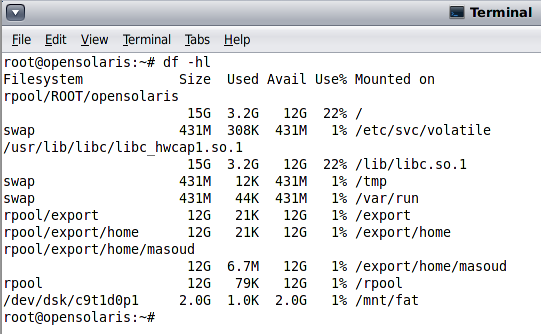 Terminal
File Edit View Terminal Tabs Help
root@opensolaris:~# df -hl
Filesystem            Size  Used Avail Use% Mounted on
rpool/ROOT/opensolaris
                       15G  3.2G   12G  22% /
swap                  431M  308K  431M   1% /etc/svc/volatile
/usr/lib/libc/libc_hwcap1.so.1
                       15G  3.2G   12G  22% /lib/libc.so.1
swap                  431M   12K  431M   1% /tmp
swap                  431M   44K  431M   1% /var/run
rpool/export           12G   21K   12G   1% /export
rpool/export/home      12G   21K   12G   1% /export/home
rpool/export/home/masoud
                       12G  6.7M   12G   1% /export/home/masoud
rpool                  12G   79K   12G   1% /rpool
/dev/dsk/c9t1d0p1     2.0G  1.0K  2.0G   1% /mnt/fat
root@opensolaris:~#